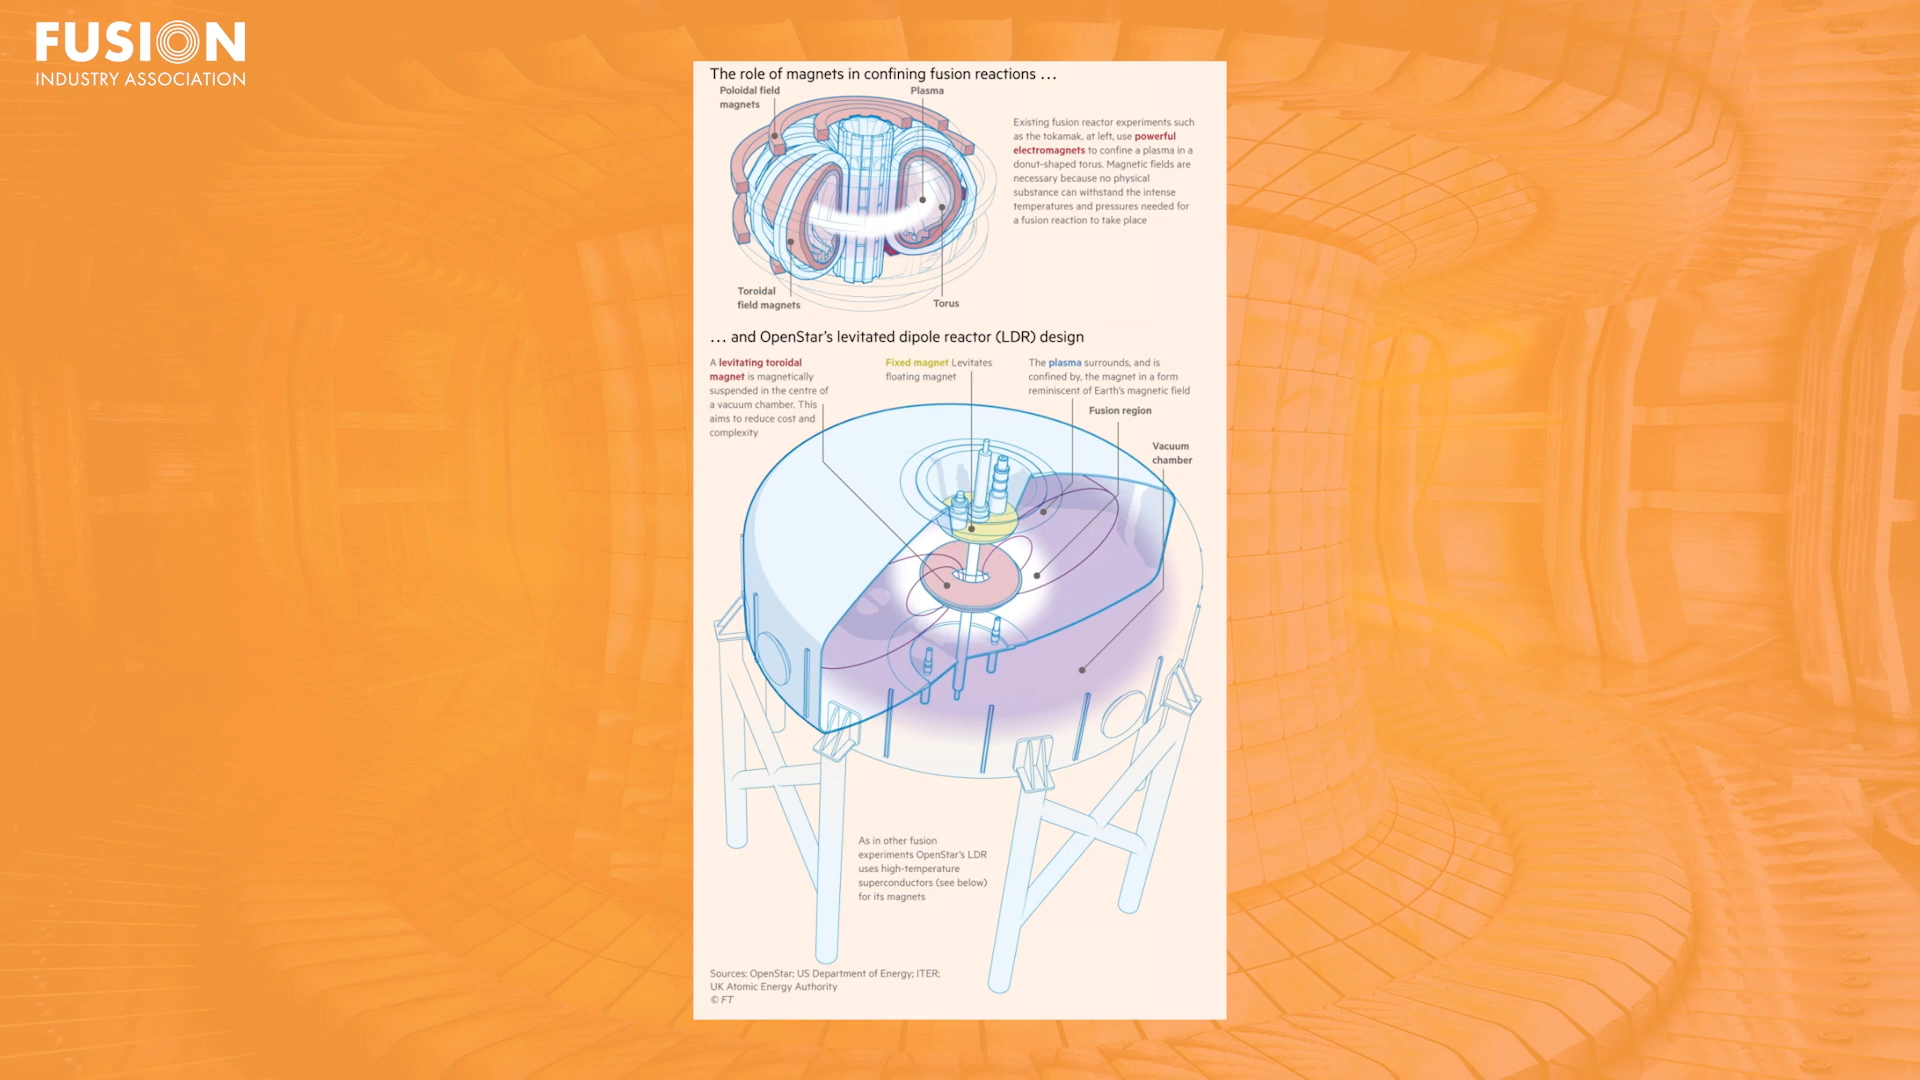 FUSION
INDUSTRY ASSOCIATION
The role of magnets in confining fusion reactions ...
Poloidal field
magnets
Plasma
Existing fusion reactor experiments such
as the tokamak, at left, use powerful
electromagnets to confine a plasma in a
donut-shaped torus. Magnetic fields are
necessary because no physical
substance can withstand the intense
temperatures and pressures needed for
a fusion reaction to take place
Toroidal
field magnets
Torus
... and OpenStar's levitated dipole reactor (LDR) design
A levitating toroidal
magnet is magnetically
suspended in the centre of
a vacuum chamber. This
aims to reduce cost and
complexity
Fixed magnet Levitates
floating magnet
The plasma surrounds, and is
confined by, the magnet in a form
reminiscent of Earth's magnetic field
Fusion region
Vacuum
chamber
As in other fusion
experiments OpenStar's LDR
uses high-temperature
superconductors (see below)
for its magnets
Sources: OpenStar; US Department of Energy; ITER;
UK Atomic Energy Authority
© FT